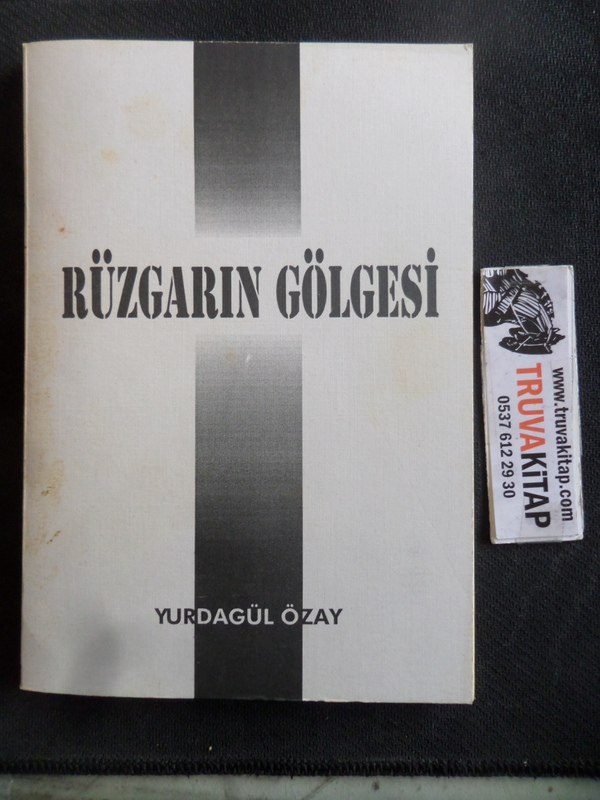 RÜZGARIN GÖLGESİ
YURDAGÜL ÖZAY
www.truvakitap.com
TRUVAKİTAP
0537 612 29 30